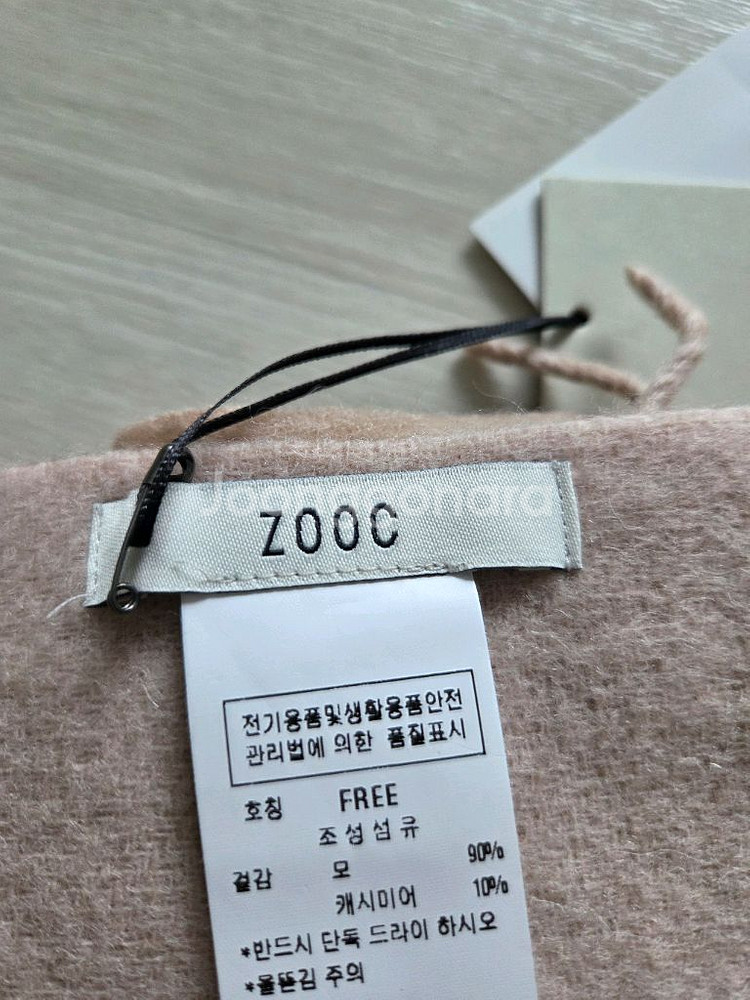 ZOOC
전기용품및생활용품안전
관리법에 의한 품질표시
호칭 FREE
조성섬유
겉감 모 90%
캐시미어 10%
*반드시 단독 드라이 하시오
*올뜯김 주의